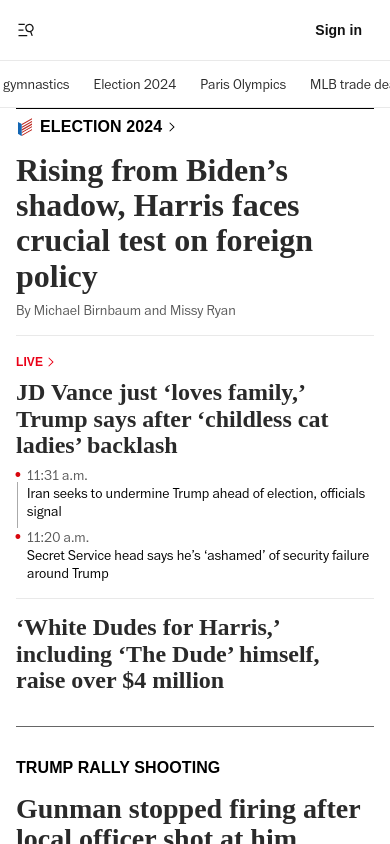 Sign in
gymnastics Election 2024 Paris Olympics MLB trade de
ELECTION 2024
Rising from Biden’s
shadow, Harris faces
crucial test on foreign
policy
By Michael Birnbaum and Missy Ryan
LIVE
JD Vance just ‘loves family,’
Trump says after ‘childless cat
ladies’ backlash
11:31 a.m.
Iran seeks to undermine Trump ahead of election, officials
signal
11:20 a.m.
Secret Service head says he’s ‘ashamed’ of security failure
around Trump
‘White Dudes for Harris,’
including ‘The Dude’ himself,
raise over $4 million
TRUMP RALLY SHOOTING
Gunman stopped firing after
local officer shot at him